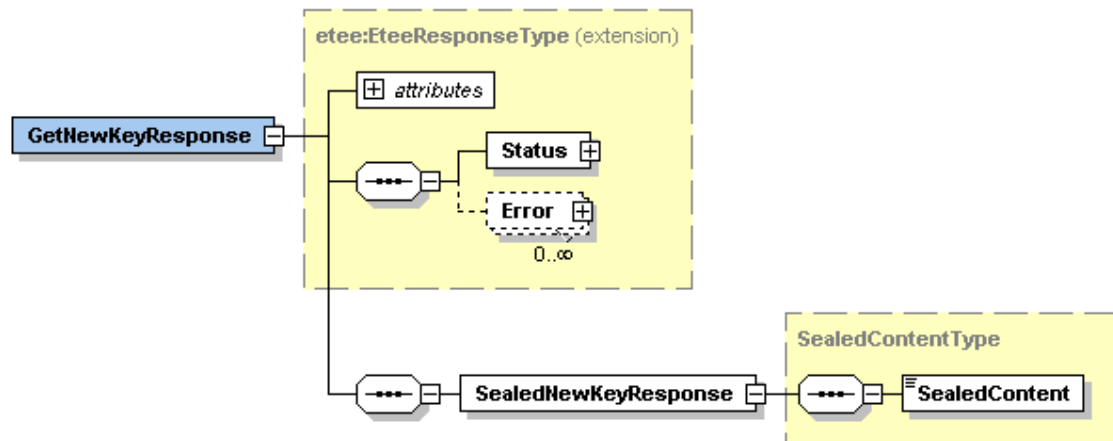 etee:EteeResponseType (extension)
attributes
GetNewKeyResponse
Status
Error
0..∞
SealedContentType
SealedNewKeyResponse
SealedContent